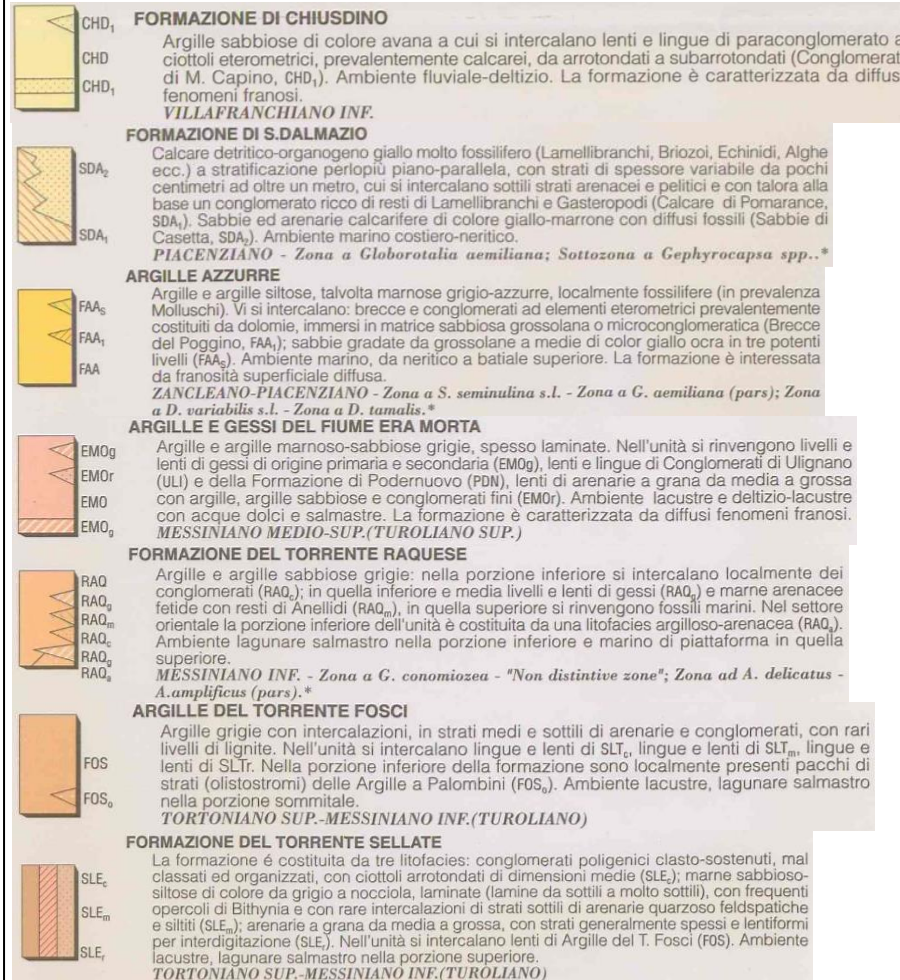 FORMAZIONE DI CHIUSDINO
CHD₁
CHD
CHD₁
Argille sabbiose di colore avana a cui si intercalano lenti e lingue di paraconglomerato a
ciottoli eterometrici, prevalentemente calcarei, da arrotondati a subarrotondati (Conglomerat
di M. Capino, CHD₁). Ambiente fluviale-deltizio. La formazione è caratterizzata da diffus
fenomeni franosi.
VILLAFRANCHIANO INF.
FORMAZIONE DI S.DALMAZIO
SDA₂
SDA₁
Calcare detritico-organogeno giallo molto fossilifero (Lamellibranchi, Briozoi, Echinidi, Alghe
ecc.) a stratificazione perlopiù piano-parallela, con strati di spessore variabile da pochi
centimetri ad oltre un metro, cui si intercalano sottili strati arenacei e pelitici e con talora alla
base un conglomerato ricco di resti di Lamellibranchi e Gasteropodi (Calcare di Pomarance,
SDA₁). Sabbie ed arenarie calcarifere di colore giallo-marrone con diffusi fossili (Sabbie di
Casetta, SDA₂). Ambiente marino costiero-neritico.
PIACENZIANO - Zona a Globorotalia aemiliana; Sottozona a Gephyrocapsa spp..*
ARGILLE AZZURRE
FAAₛ
FAA₁
FAA
Argille e argille siltose, talvolta marnose grigio-azzurre, localmente fossilifere (in prevalenza
Molluschi). Vi si intercalano: brecce e conglomerati ad elementi eterometrici prevalentemente
costituiti da dolomie, immersi in matrice sabbiosa grossolana o microconglomeratica (Brecce
del Poggino, FAA₁); sabbie gradate da grossolane a medie di color giallo ocra in tre potenti
livelli (FAAₛ). Ambiente marino, da neritico a batiale superiore. La formazione è interessata
da franosità superficiale diffusa.
ZANCLEANO-PIACENZIANO - Zona a S. seminulina s.l. - Zona a G. aemiliana (pars); Zona
a D. variabilis s.l. - Zona a D. tamalis.*
ARGILLE E GESSI DEL FIUME ERA MORTA
EMOg
EMOr
EMO
EMO₉
Argille e argille marnoso-sabbiose grigie, spesso laminate. Nell'unità si rinvengono livelli e
lenti di gessi di origine primaria e secondaria (EMOg), lenti e lingue di Conglomerati di Ulignano
(ULI) e della Formazione di Podernuovo (PDN), lenti di arenarie a grana da media a grossa
con argille, argille sabbiose e conglomerati fini (EMOr). Ambiente lacustre e deltizio-lacustre
con acque dolci e salmastre. La formazione è caratterizzata da diffusi fenomeni franosi.
MESSINIANO MEDIO-SUP.(TUROLIANO SUP.)
FORMAZIONE DEL TORRENTE RAQUESE
RAQ
RAQg
RAQₘ
RAQc
RAQg
RAQₐ
Argille e argille sabbiose grigie: nella porzione inferiore si intercalano localmente dei
conglomerati (RAQc); in quella inferiore e media livelli e lenti di gessi (RAQg) e marne arenacee
fetide con resti di Anellidi (RAQₘ), in quella superiore si rinvengono fossili marini. Nel settore
orientale la porzione inferiore dell'unità è costituita da una litofacies argilloso-arenacea (RAQₐ).
Ambiente lagunare salmastro nella porzione inferiore e marino di piattaforma in quella
superiore.
MESSINIANO INF. - Zona a G. conomiozea - "Non distintive zone"; Zona ad A. delicatus -
A.amplificus (pars).*
ARGILLE DEL TORRENTE FOSCI
FOS
FOSₒ
Argille grigie con intercalazioni, in strati medi e sottili di arenarie e conglomerati, con rari
livelli di lignite. Nell'unità si intercalano lingue e lenti di SLTc, lingue e lenti di SLTₘ, lingue e
lenti di SLTr. Nella porzione inferiore della formazione sono localmente presenti pacchi di
strati (olistostromi) delle Argille a Palombini (FOSₒ). Ambiente lacustre, lagunare salmastro
nella porzione sommitale.
TORTONIANO SUP.-MESSINIANO INF.(TUROLIANO)
FORMAZIONE DEL TORRENTE SELLATE
SLEc
SLEₘ
SLEᵣ
La formazione é costituita da tre litofacies: conglomerati poligenici clasto-sostenuti, mal
classati ed organizzati, con ciottoli arrotondati di dimensioni medie (SLEc); marne sabbioso-
siltose di colore da grigio a nocciola, laminate (lamine da sottili a molto sottili), con frequenti
opercoli di Bithynia e con rare intercalazioni di strati sottili di arenarie quarzoso feldspatiche
e siltiti (SLEₘ); arenarie a grana da media a grossa, con strati generalmente spessi e lentiformi
per interdigitazione (SLEᵣ). Nell'unità si intercalano lenti di Argille del T. Fosci (FOS). Ambiente
lacustre, lagunare salmastro nella porzione superiore.
TORTONIANO SUP.-MESSINIANO INF.(TUROLIANO)